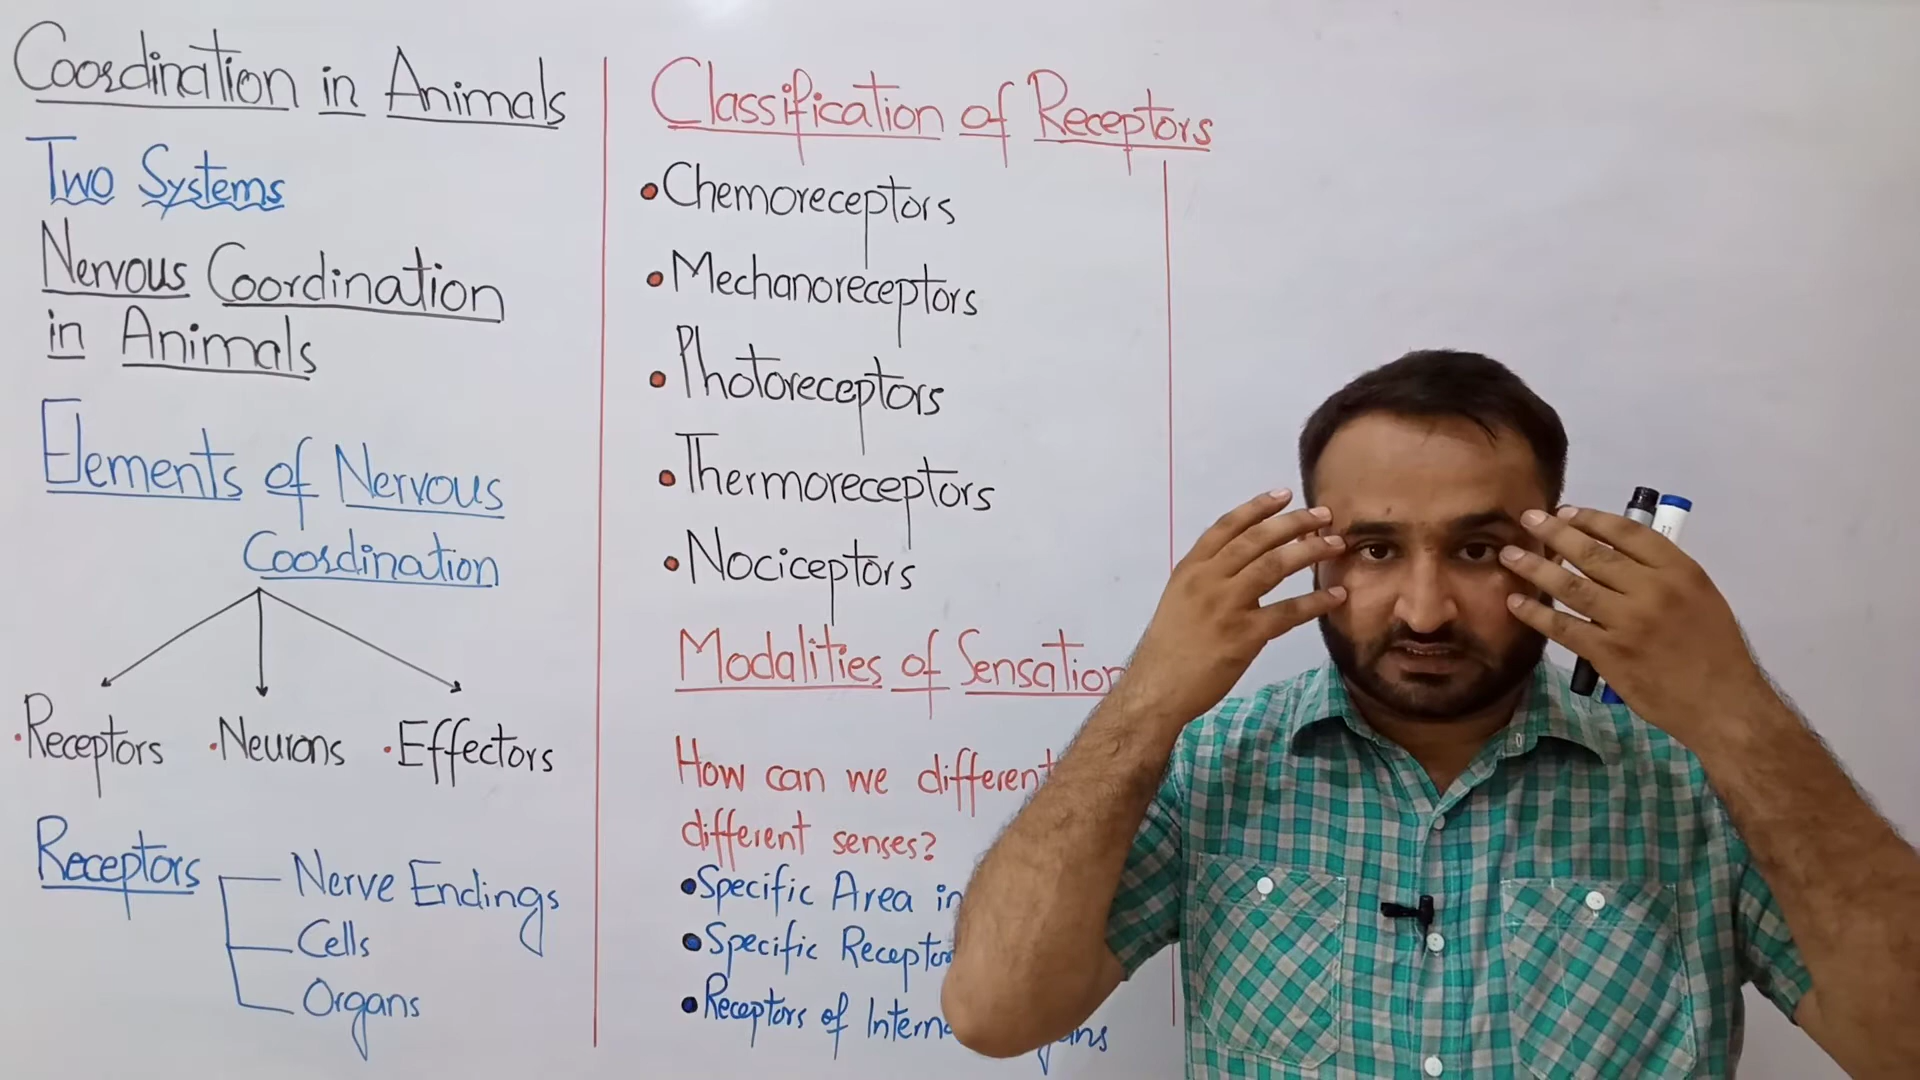 Coordination in Animals
Two Systems
Nervous Coordination
in Animals
Elements of Nervous
Coordination
• Receptors • Neurons • Effectors
Receptors
Nerve Endings
Cells
Organs
Classification of Receptors
• Chemoreceptors
• Mechanoreceptors
• Photoreceptors
• Thermoreceptors
• Nociceptors
Modalities of Sensation
How can we different
different senses?
• Specific Area in
• Specific Receptor
• Receptors of Intern